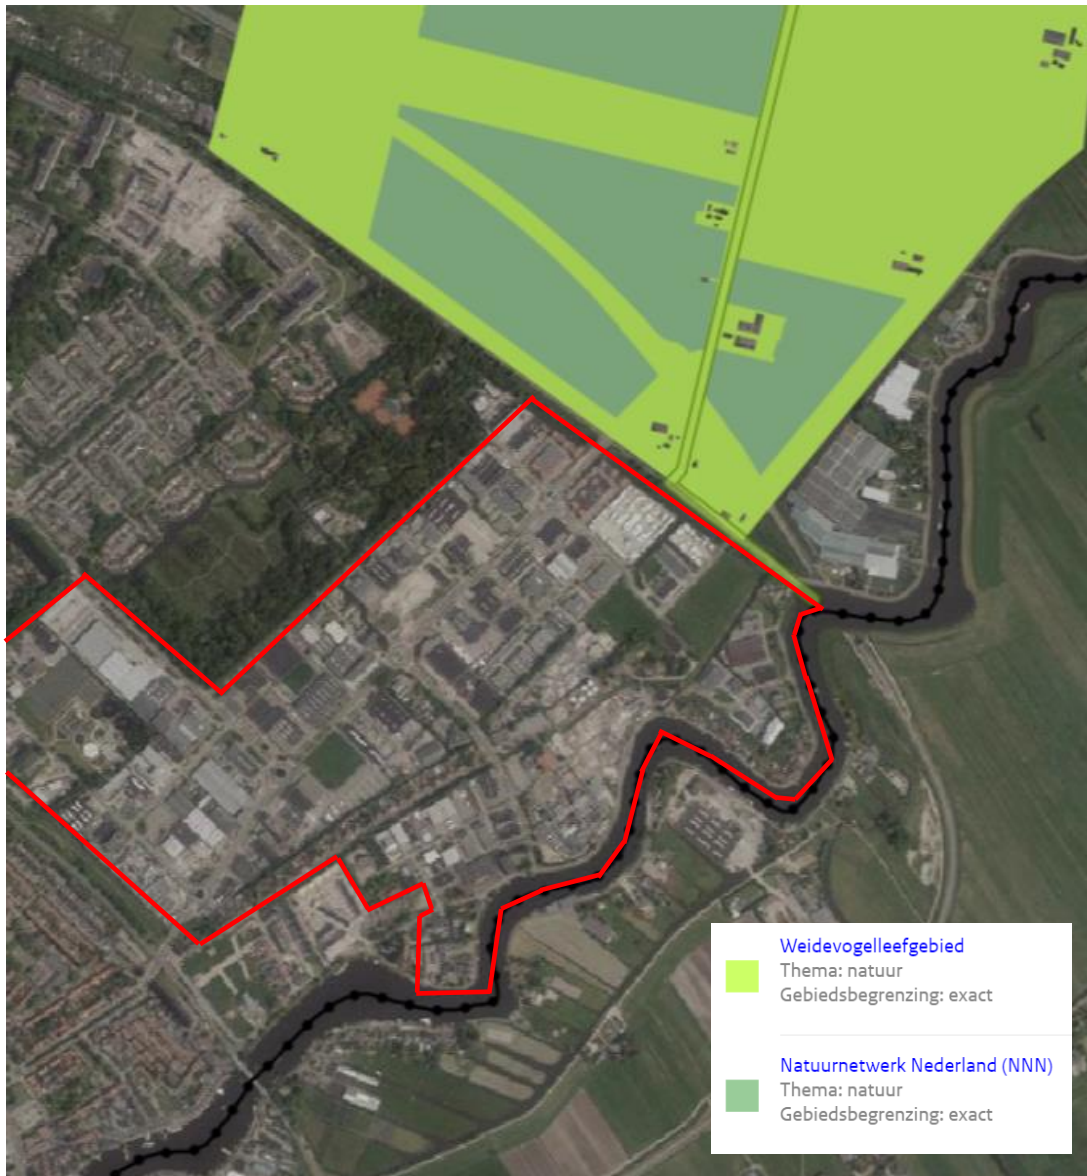 Weidevogelleefgebied
Thema: natuur
Gebiedsbegrenzing: exact
Natuurnetwerk Nederland (NNN)
Thema: natuur
Gebiedsbegrenzing: exact